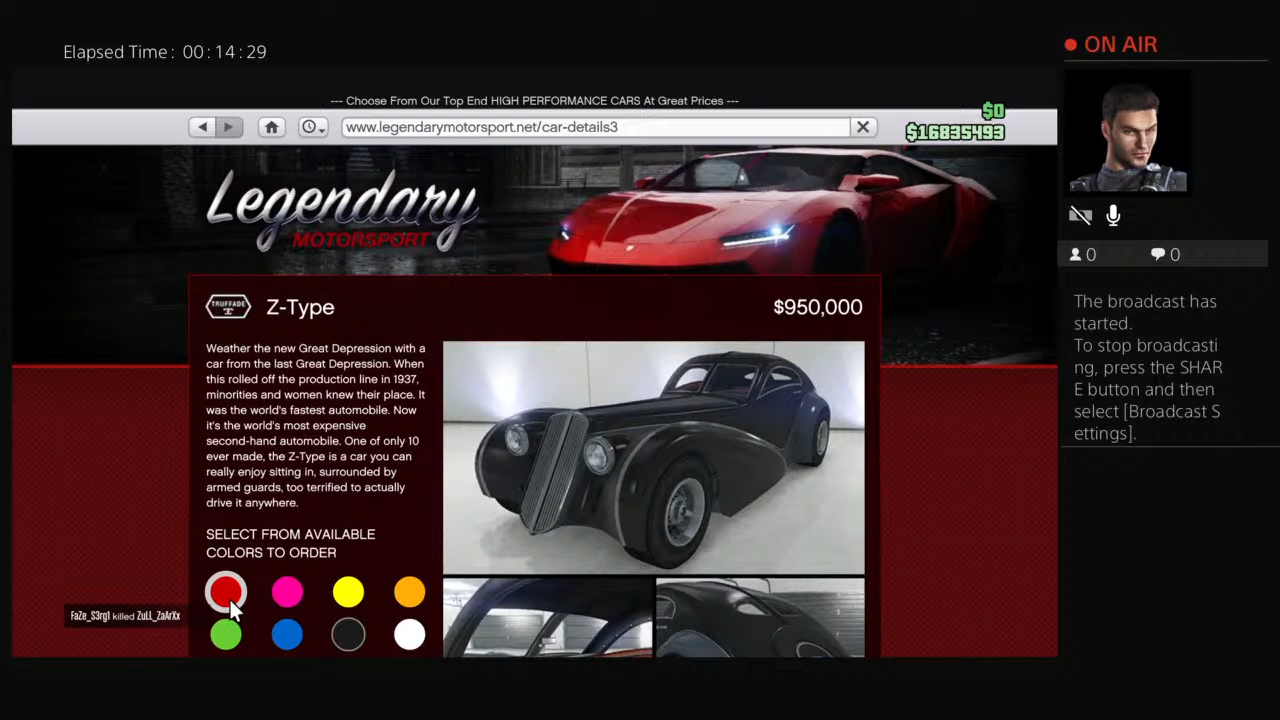 Elapsed Time: 00:14:29
ON AIR
--- Choose From Our Top End HIGH PERFORMANCE CARS At Great Prices ---
$0
www.legendarymotorsport.net/car-details3
$16835493
Legendary
MOTORSPORT
0
0
TRUFFADE
T
Z-Type
$950,000
Weather the new Great Depression with a
car from the last Great Depression. When
this rolled off the production line in 1937,
minorities and women knew their place. It
was the world's fastest automobile. Now
it's the world's most expensive
second-hand automobile. One of only 10
ever made, the Z-Type is a car you can
really enjoy sitting in, surrounded by
armed guards, too terrified to actually
drive it anywhere.
SELECT FROM AVAILABLE
COLORS TO ORDER
FaZe_S3rg1 killed ZuLL_ZaArXx
The broadcast has
started.
To stop broadcasti
ng, press the SHAR
E button and then
select [Broadcast S
ettings].